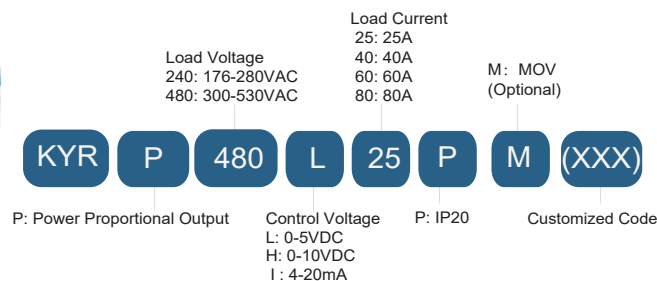 Load Current
25: 25A
40: 40A
60: 60A
80: 80A
Load Voltage
240: 176-280VAC
480: 300-530VAC
M: MOV
(Optional)
KYR P 480 L 25 P M (XXX)
P: Power Proportional Output
Control Voltage
L: 0-5VDC
H: 0-10VDC
I : 4-20mA
P: IP20
Customized Code